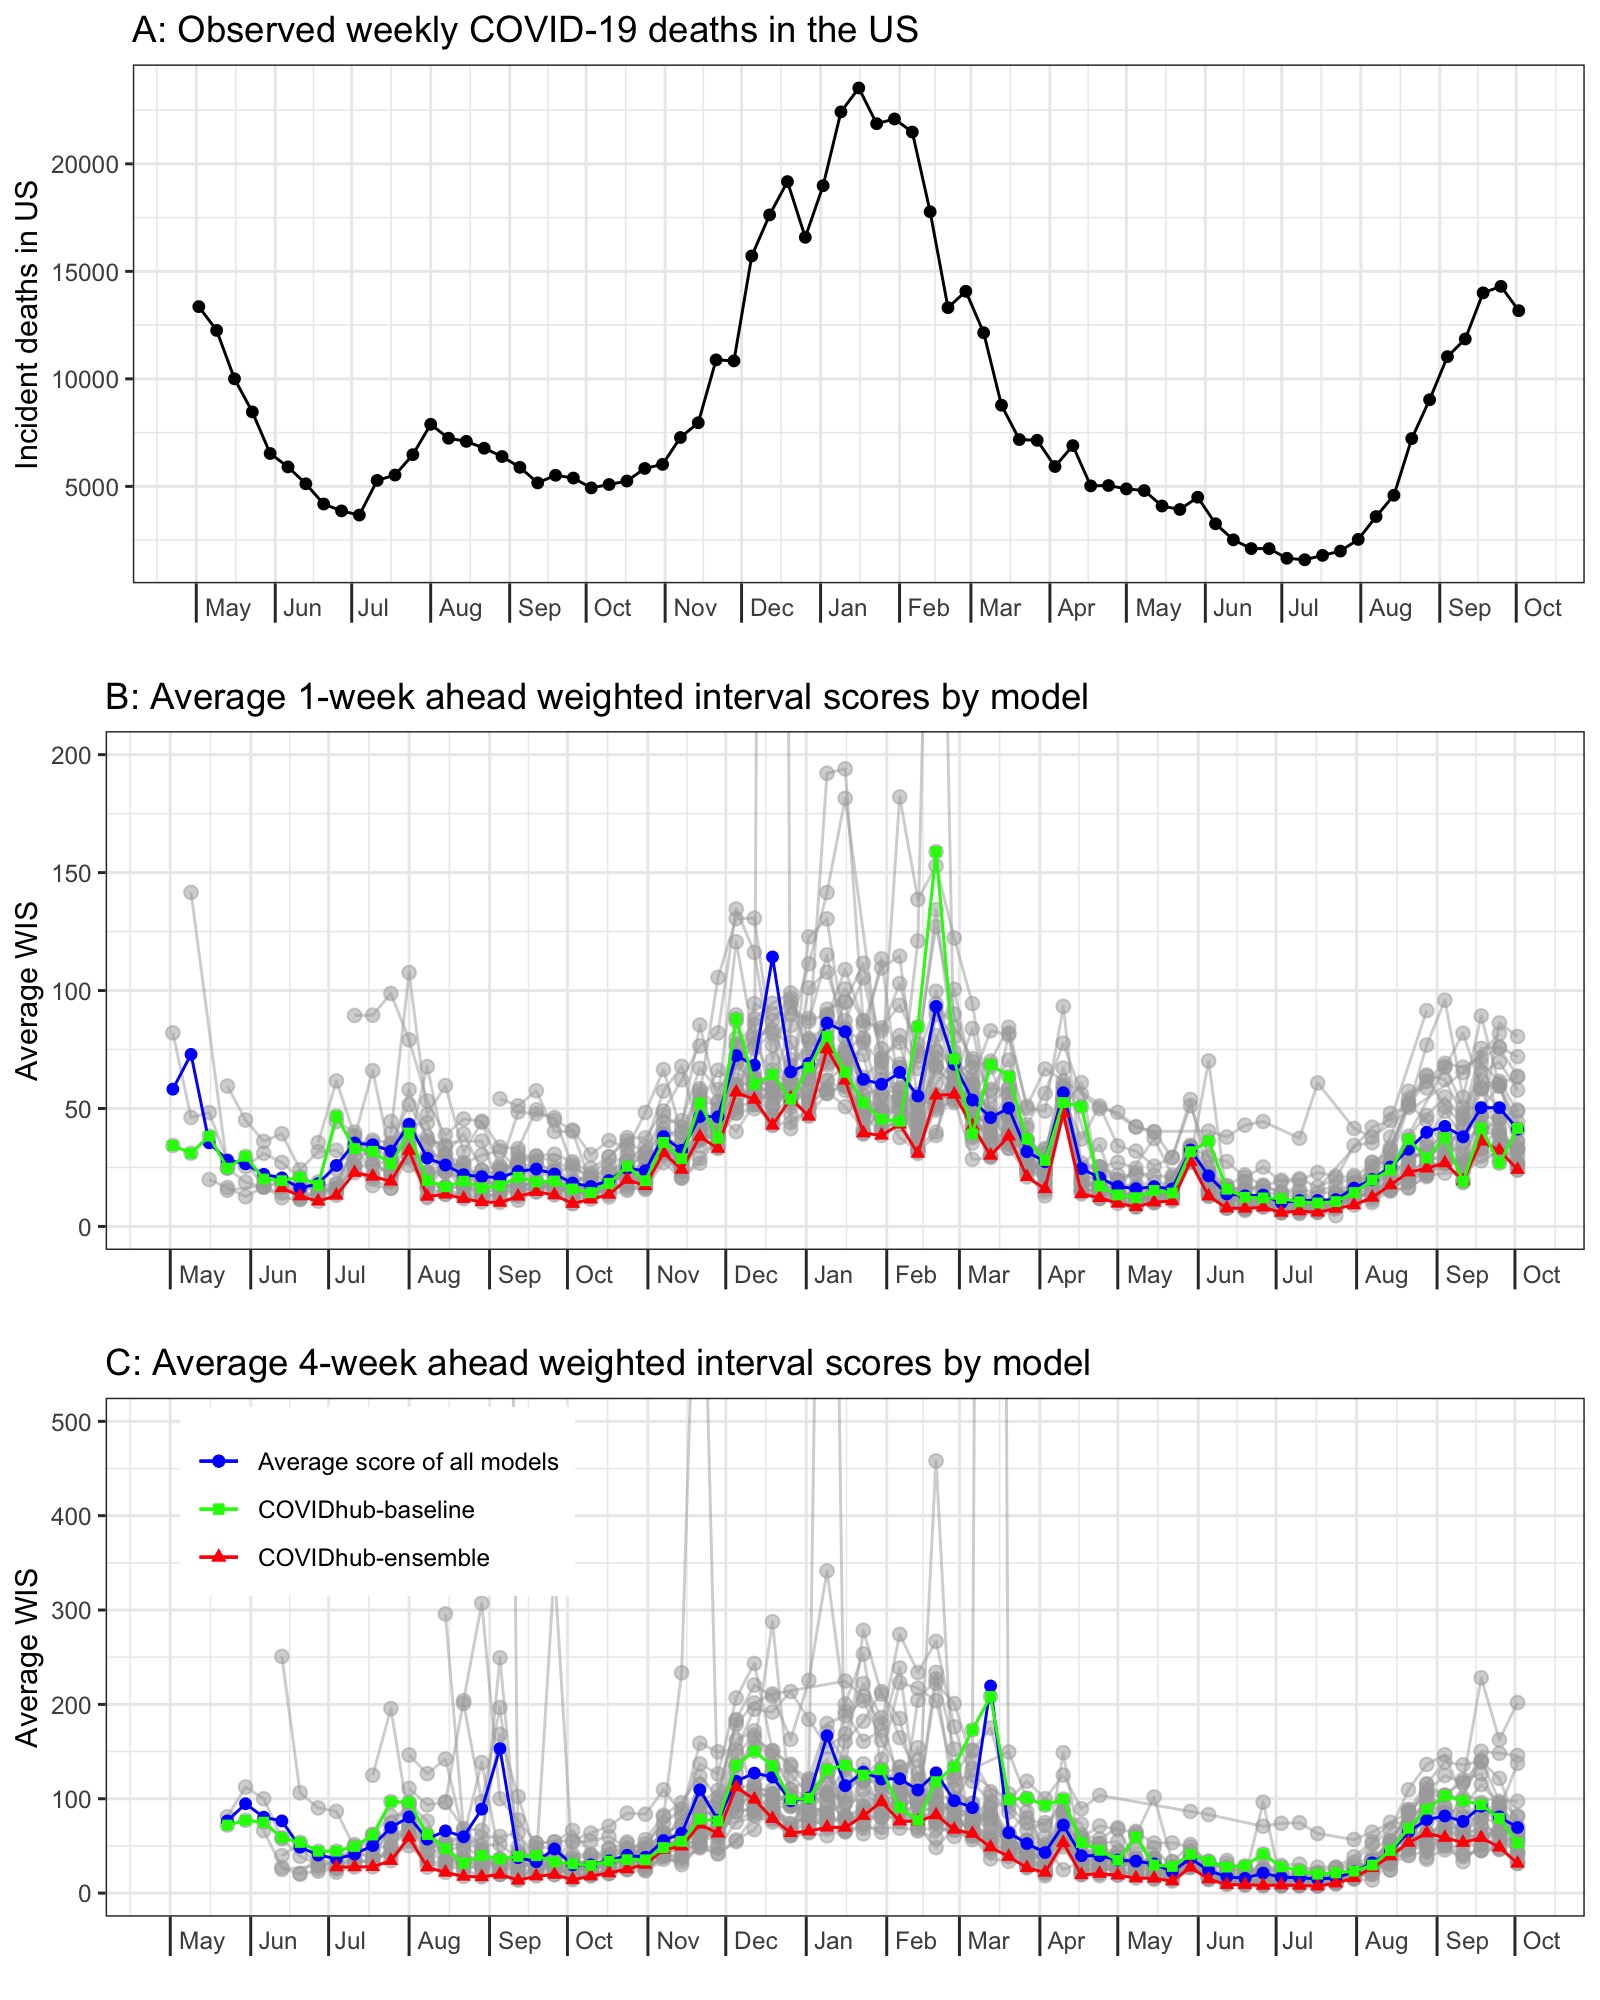 A: Observed weekly COVID-19 deaths in the US
Incident deaths in US
20000
15000
10000
5000
May Jun Jul Aug Sep Oct Nov Dec Jan Feb Mar Apr May Jun Jul Aug Sep Oct
B: Average 1-week ahead weighted interval scores by model
Average WIS
200
150
100
50
0
May Jun Jul Aug Sep Oct Nov Dec Jan Feb Mar Apr May Jun Jul Aug Sep Oct
C: Average 4-week ahead weighted interval scores by model
Average WIS
500
400
300
200
100
0
Average score of all models
COVIDhub-baseline
COVIDhub-ensemble
May Jun Jul Aug Sep Oct Nov Dec Jan Feb Mar Apr May Jun Jul Aug Sep Oct